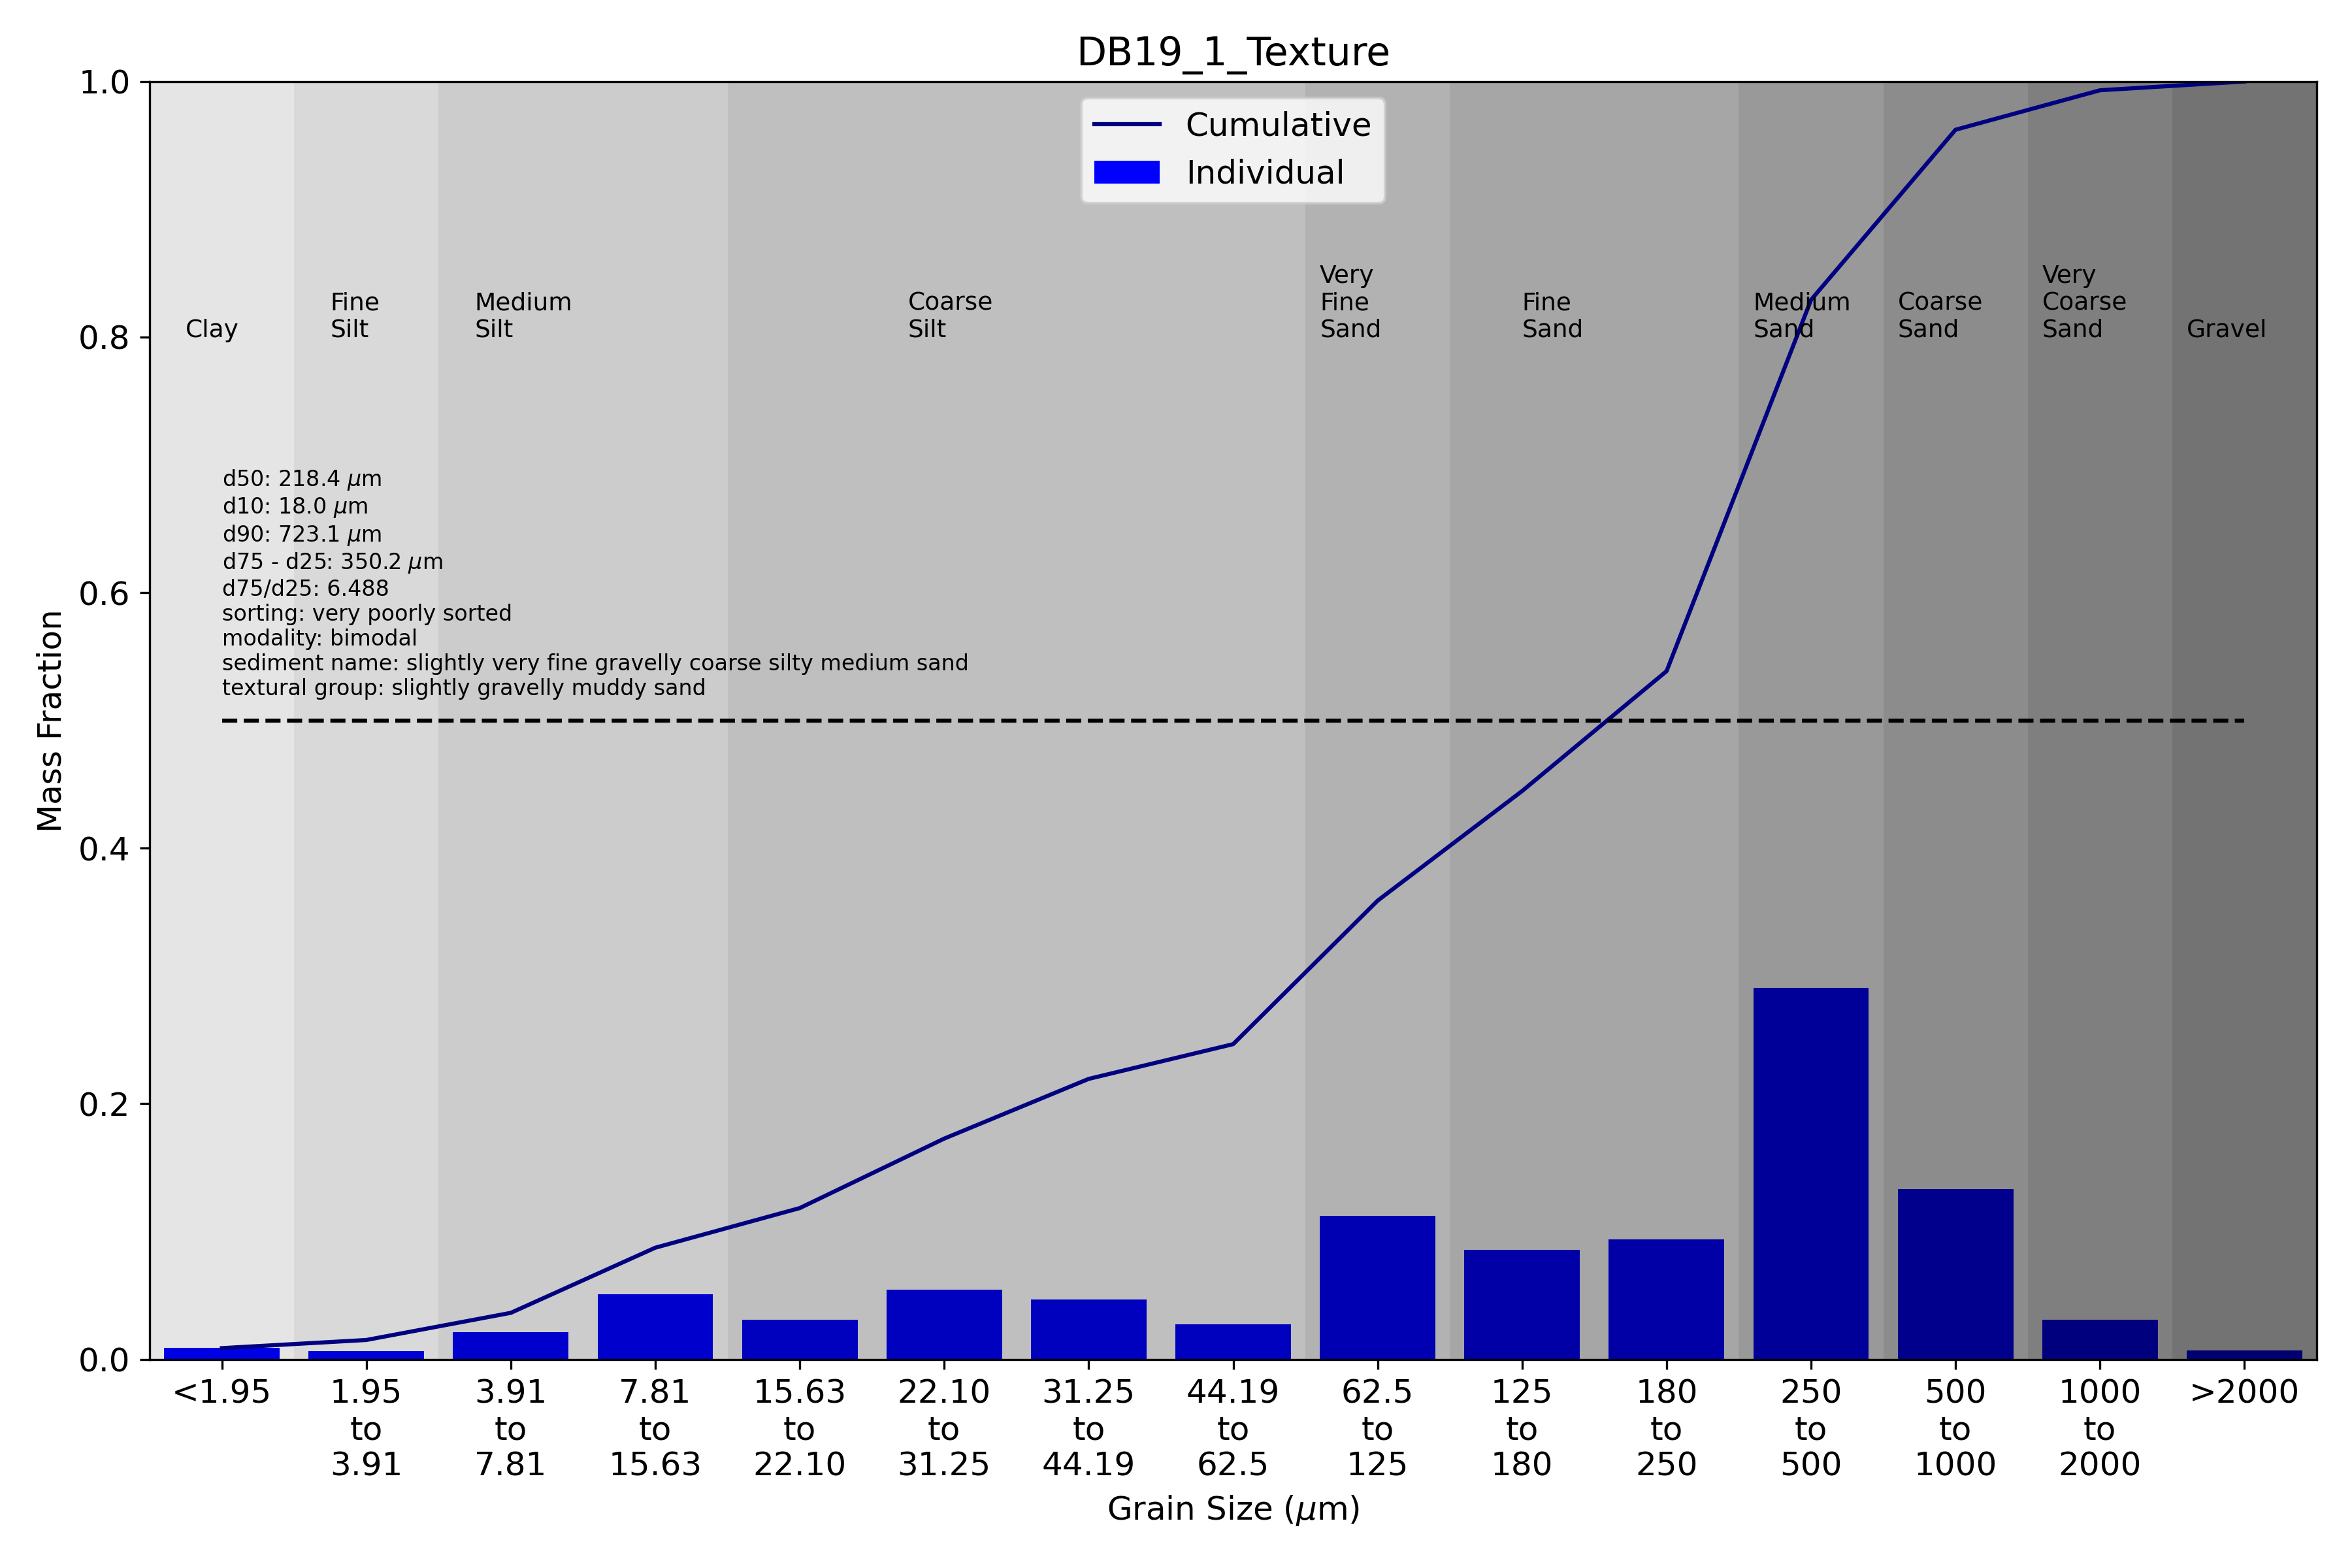 DB19_1_Texture
1.0
0.8
0.6
0.4
0.2
0.0
Mass Fraction
Cumulative
Individual
Clay
Fine
Silt
Medium
Silt
Coarse
Silt
Very
Fine
Sand
Fine
Sand
Medium
Sand
Coarse
Sand
Very
Coarse
Sand
Gravel
d50: 218.4 μm
d10: 18.0 μm
d90: 723.1 μm
d75 - d25: 350.2 μm
d75/d25: 6.488
sorting: very poorly sorted
modality: bimodal
sediment name: slightly very fine gravelly coarse silty medium sand
textural group: slightly gravelly muddy sand
<1.95
1.95
to
3.91
3.91
to
7.81
7.81
to
15.63
15.63
to
22.10
22.10
to
31.25
31.25
to
44.19
44.19
to
62.5
62.5
to
125
125
to
180
180
to
250
250
to
500
500
to
1000
1000
to
2000
>2000
Grain Size (μm)